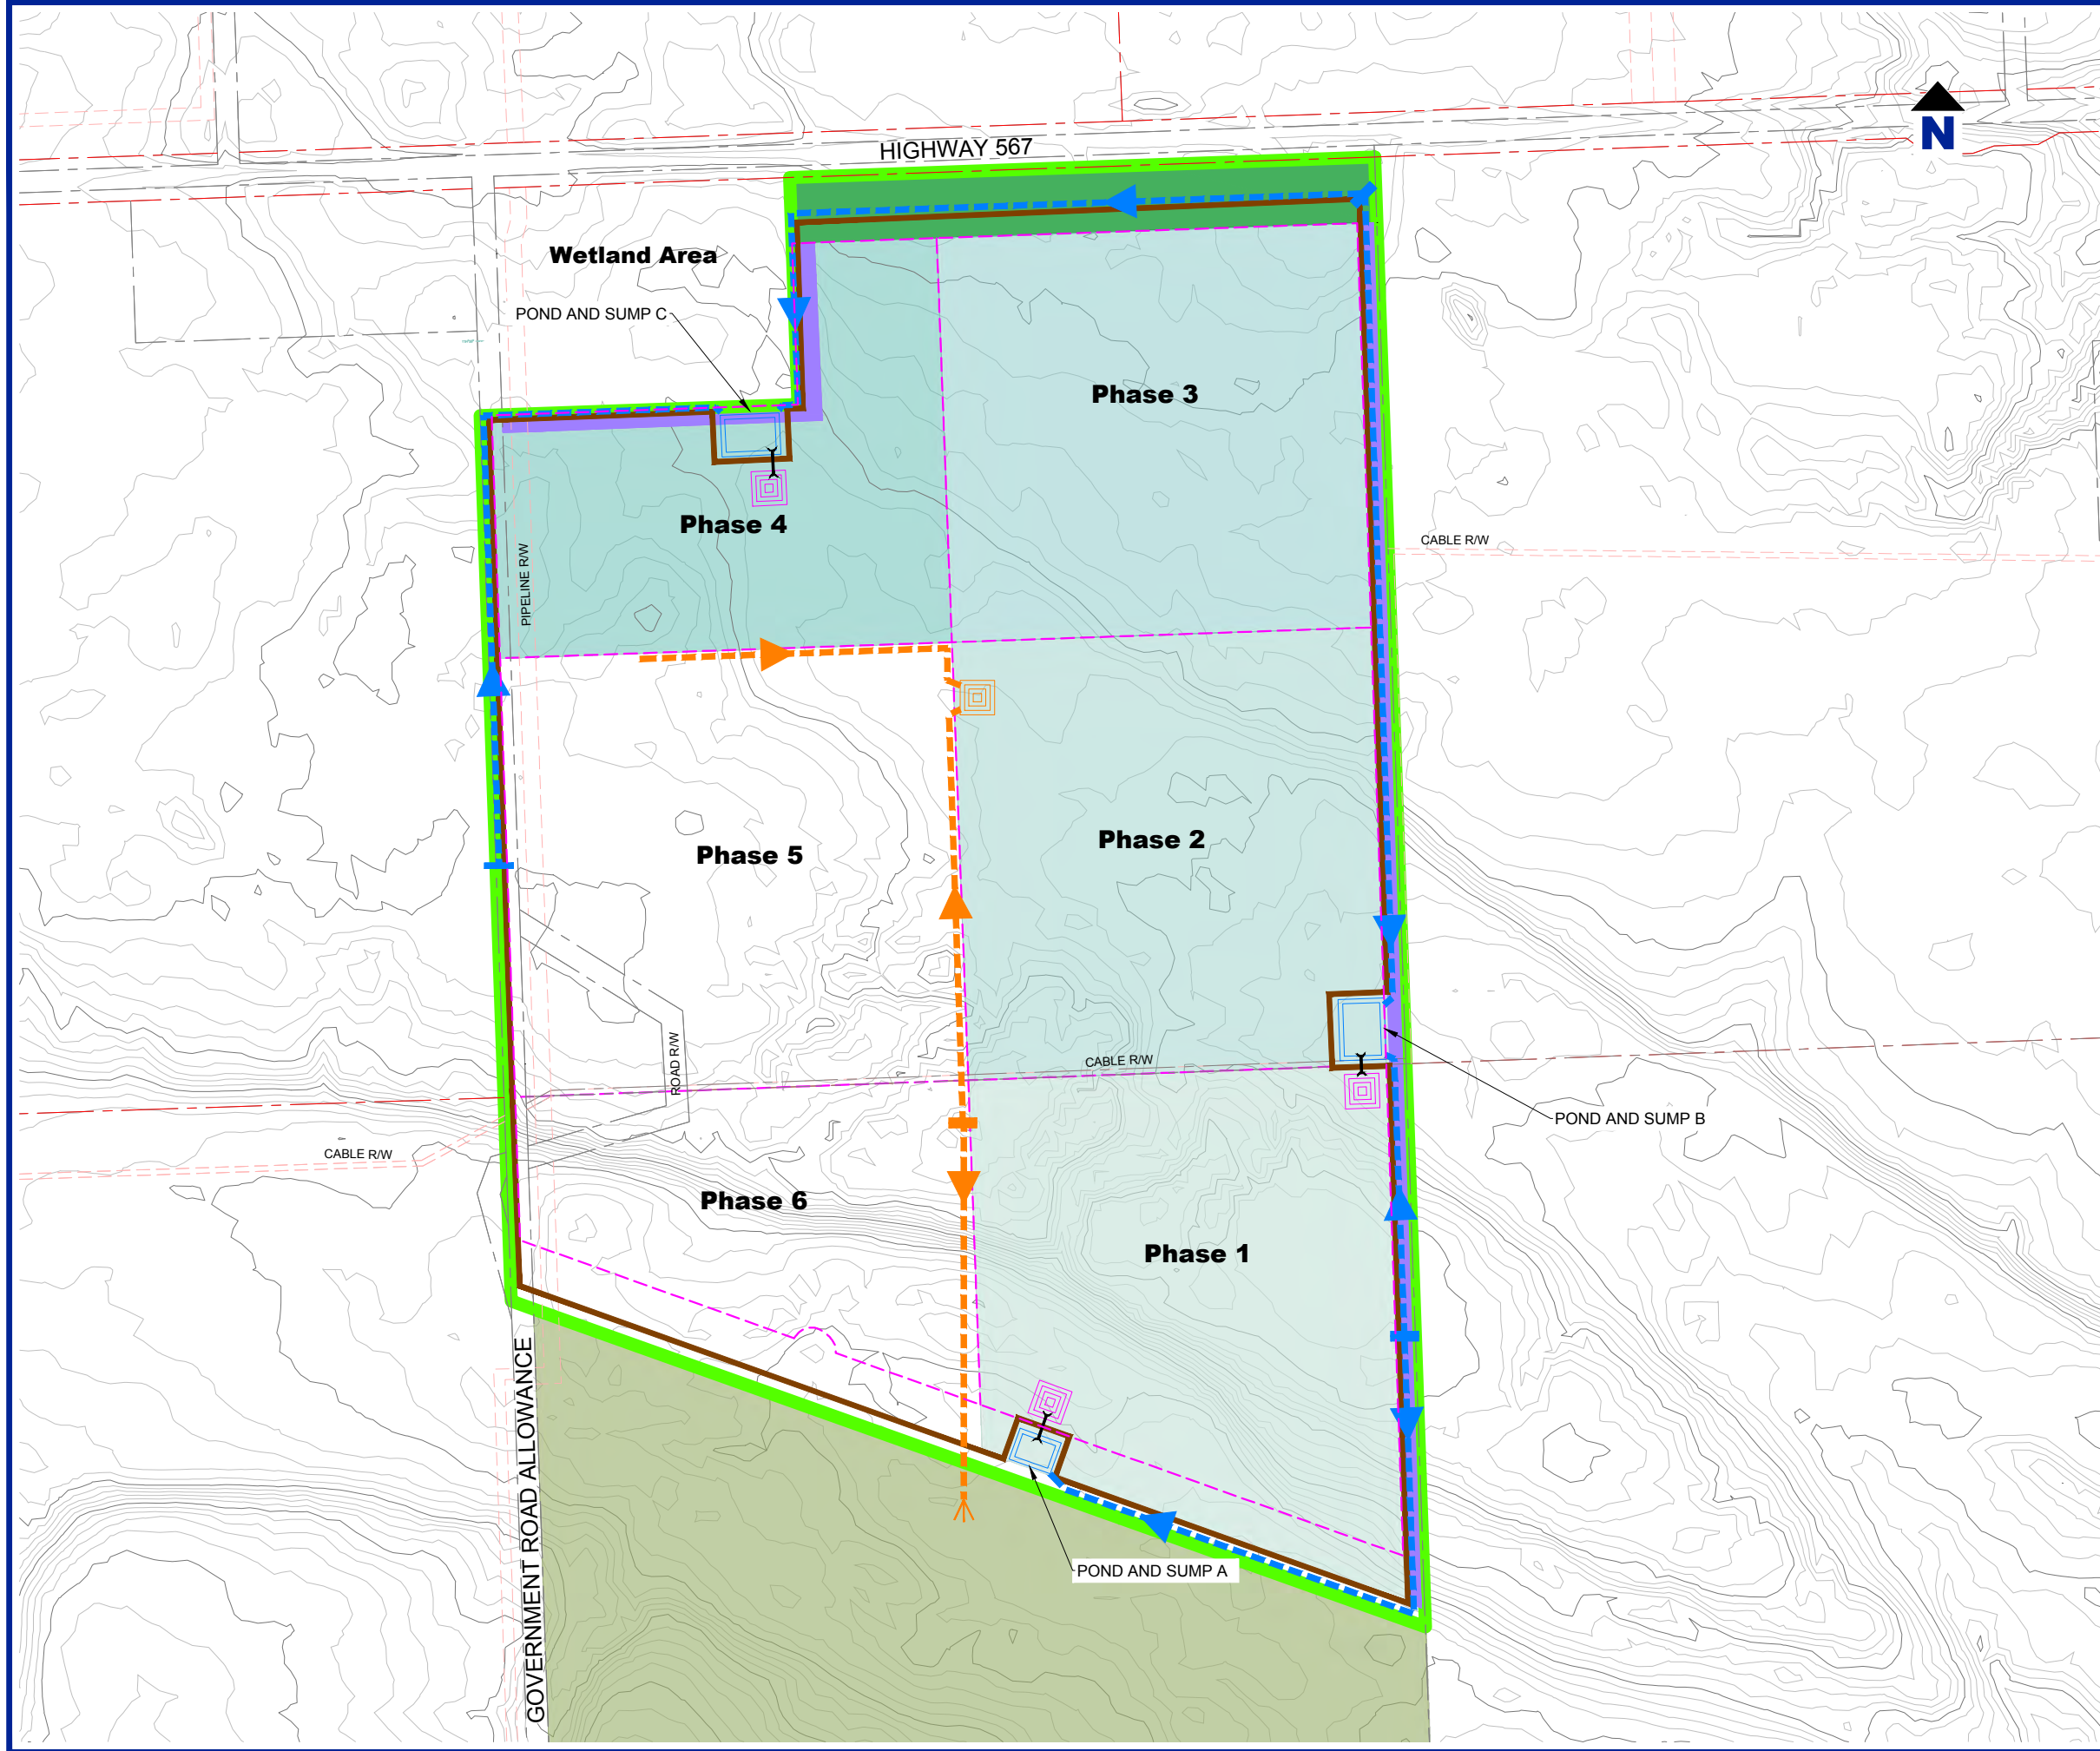 HIGHWAY 567
N
Wetland Area
POND AND SUMP C
Phase 3
Phase 4
PIPELINE R/W
CABLE R/W
Phase 5
Phase 2
ROAD R/W
CABLE R/W
POND AND SUMP B
CABLE R/W
Phase 6
Phase 1
GOVERNMENT ROAD ALLOWANCE
POND AND SUMP A